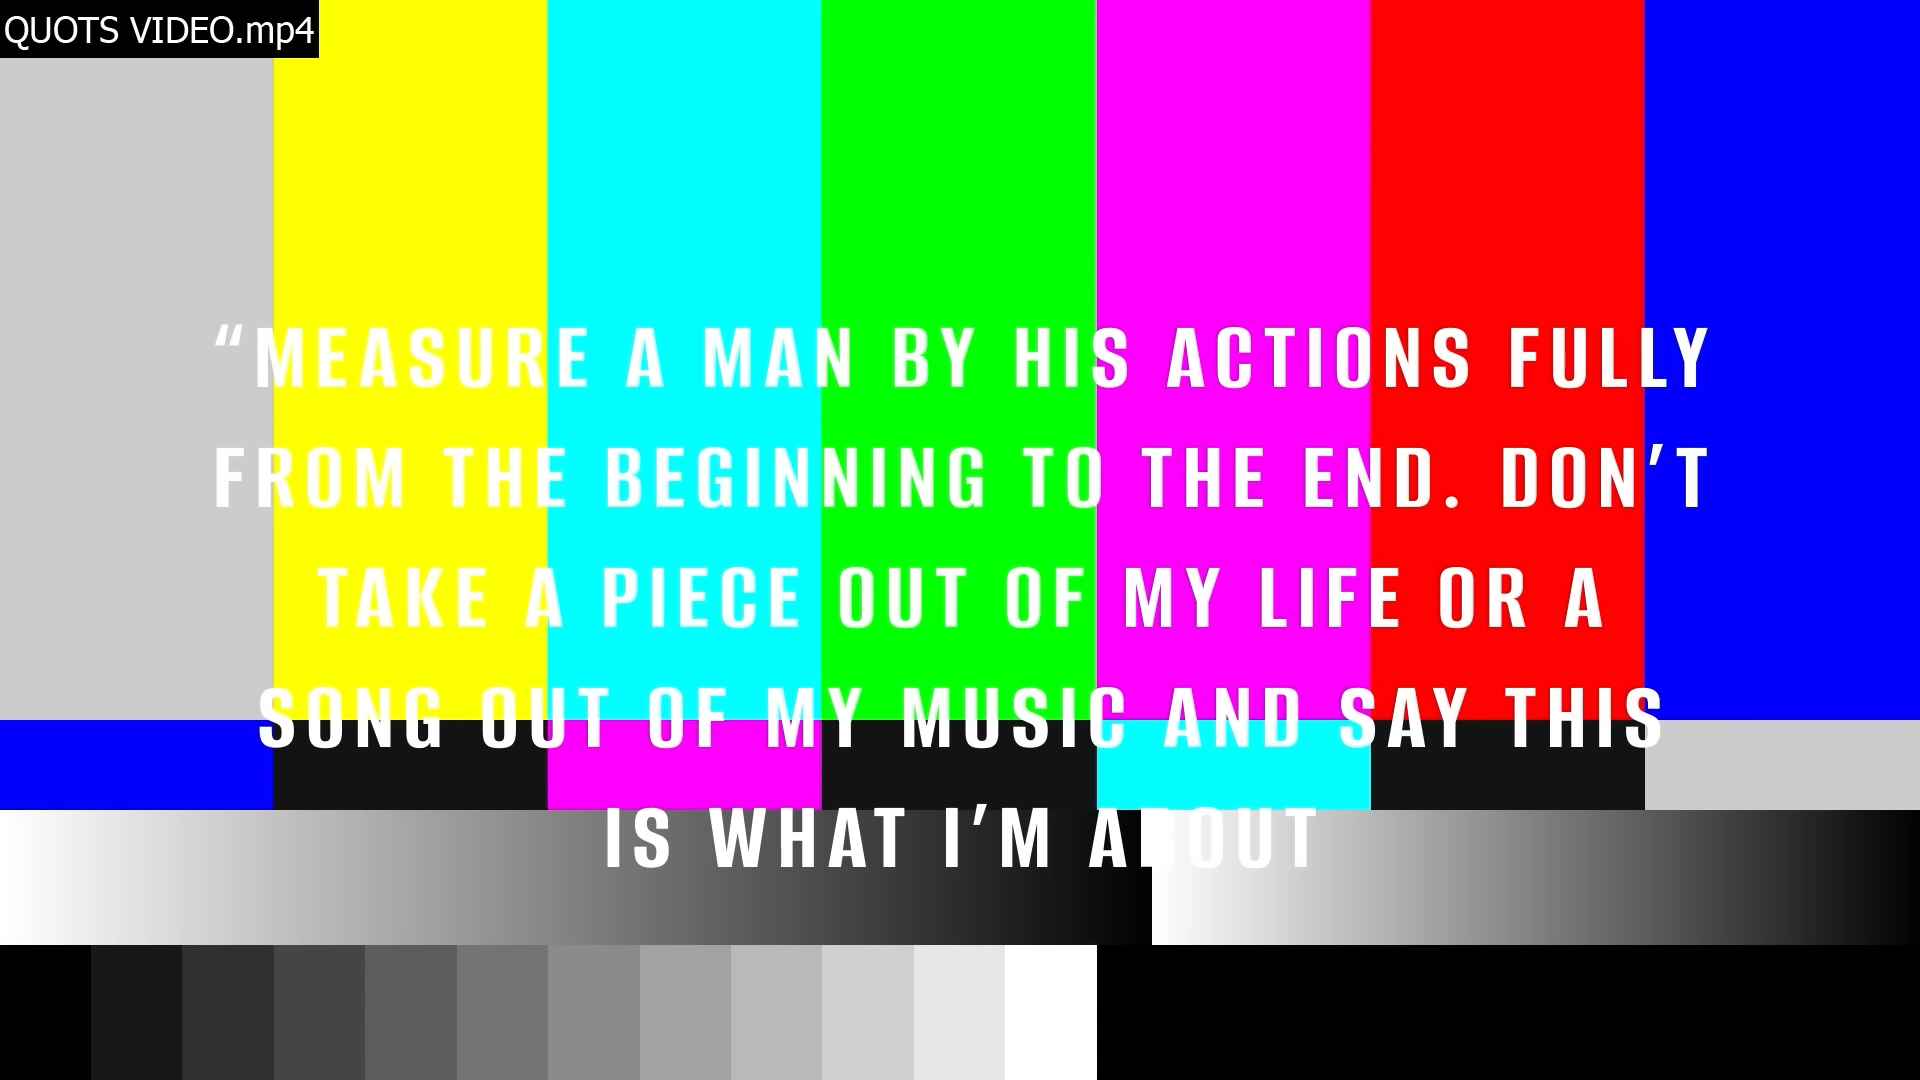 QUOTS VIDEO.mp4
“MEASURE A MAN BY HIS ACTIONS FULLY
FROM THE BEGINNING TO THE END. DON’T
TAKE A PIECE OUT OF MY LIFE OR A
SONG OUT OF MY MUSIC AND SAY THIS
IS WHAT I’M ABOUT